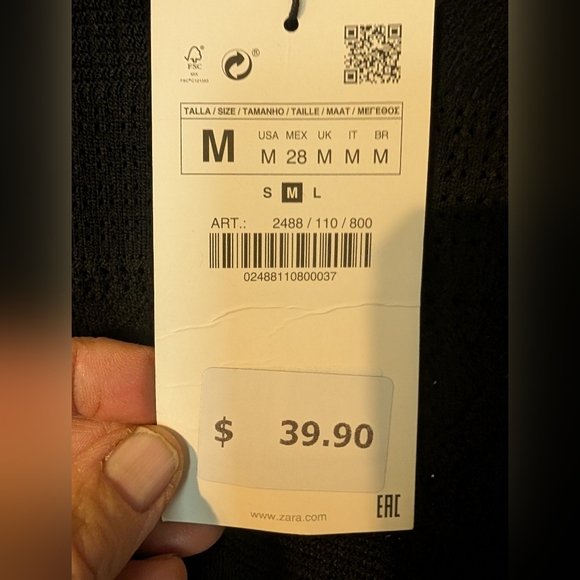 FSC
®
TALLA / SIZE / TAMANHO / TAILLE / MAAT / ΜΕΓΕΘΟΣ
M
USA MEX UK IT BR
M 28 M M M
S M L
ART.: 2488 / 110 / 800
02488110800037
$ 39.90
www.zara.com
EAC